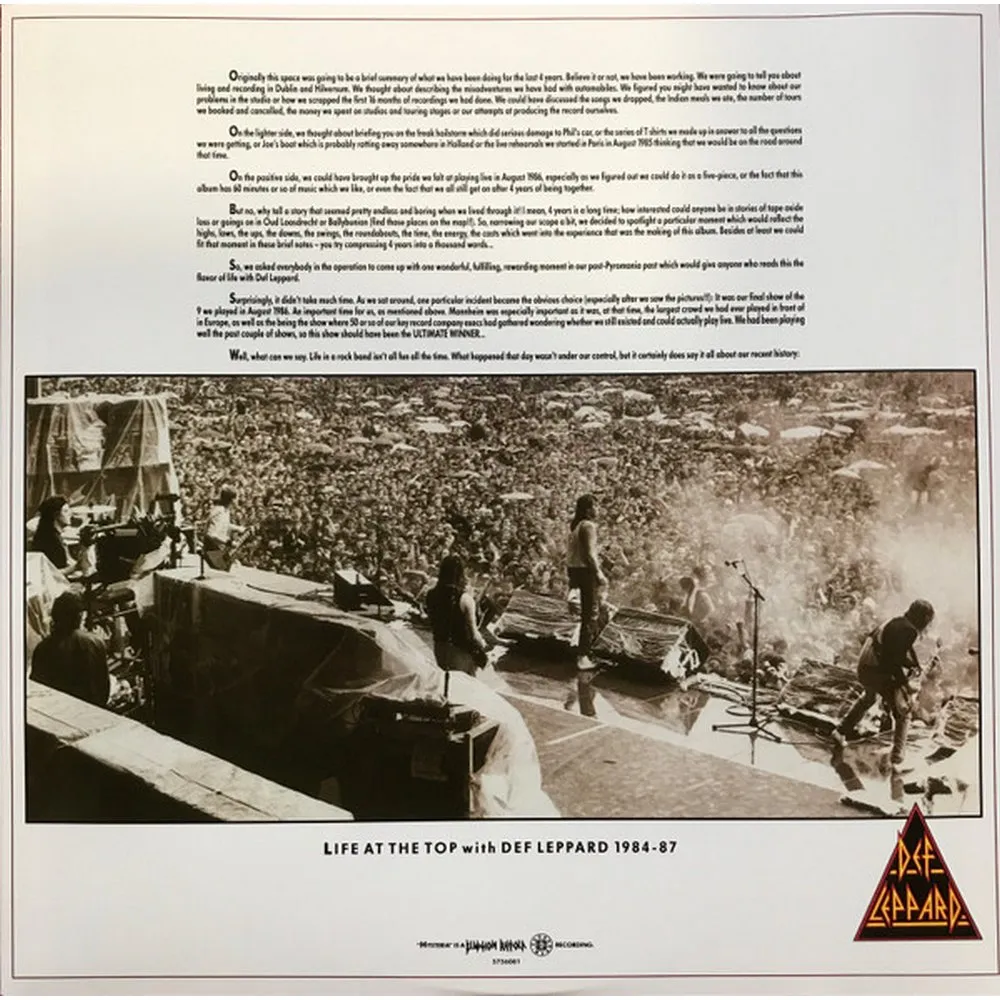 Originally this space was going to be a brief summary of what we have been doing for the last 4 years. Believe it or not, we have been working. We were going to tell you about
living and recording in Dublin and Hilversum. We thought about describing the misadventures we have had with automobiles. We figured you might have wanted to know about our
problems in the studio or how we scrapped the first 16 months of recordings we had done. We could have discussed the songs we dropped, the Indian meals we ate, the number of tours
we booked and cancelled, the money we spent on studios and touring stages or our attempts at producing the record ourselves.
On the lighter side, we thought about briefing you on the freak hailstorm which did serious damage to Phil's car, or the series of T-shirts we made up in answer to all the questions
we were getting, or Joe's boat which is probably rotting away somewhere in Holland or the live rehearsals we started in Paris in August 1985 thinking that we would be on the road around
that time.
On the positive side, we could have brought up the pride we felt at playing live in August 1986, especially as we figured out we could do it as a five-piece, or the fact that this
album has 60 minutes or so of music which we like, or even the fact that we all still get on after 4 years of being together.
But no, why tell a story that seemed pretty endless and boring when we lived through it! I mean, 4 years is a long time; how interested could anyone be in stories of tape oxide
loss or goings on in Oud Loosdrecht or Ballybunion (find those places on the map!!). So, narrowing our scope a bit, we decided to spotlight a particular moment which would reflect the
highs, lows, the ups, the downs, the swings, the roundabouts, the time, the energy, the costs which went into the experience that was the making of this album. Besides at least we could
fit that moment in these brief notes – you try compressing 4 years into a thousand words...
So, we asked everybody in the operation to come up with one wonderful, fulfilling, rewarding moment in our post-Pyromania past which would give anyone who reads this the
flavor of life with Def Leppard.
Surprisingly, it didn't take much time. As we sat around, one particular incident became the obvious choice (especially after we saw the pictures!!): It was our final show of the
9 we played in August 1986. An important time for us, as mentioned above. Mannheim was especially important as it was, at that time, the largest crowd we had ever played in front of
in Europe, as well as the being the show where 50 or so of our key record company execs had gathered wondering whether we still existed and could actually play live. We had been playing
well the past couple of shows, so this show should have been the ULTIMATE WINNER...
Well, what can we say. Life in a rock band isn't all fun all the time. What happened that day wasn't under our control, but it certainly does say it all about our recent history:
LIFE AT THE TOP with DEF LEPPARD 1984-87
DEF
LEPPARD
"MYSTERIA" IS A BLUDGEON RIFFOLA RECORDING.
5756081